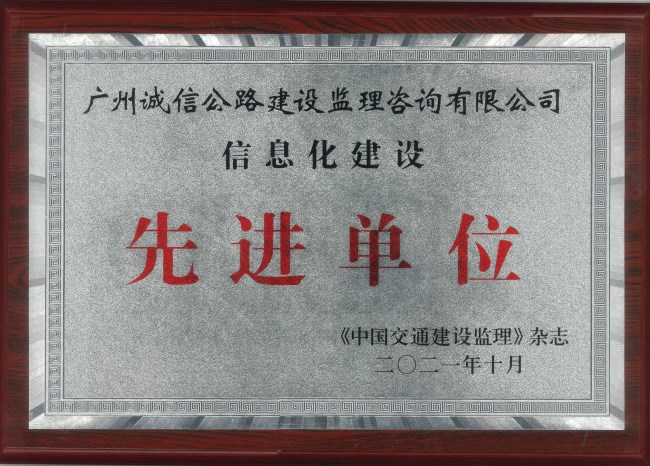 广州诚信公路建设监理咨询有限公司
信息化建设
先进单位
《中国交通建设监理》杂志
二〇二一年十月